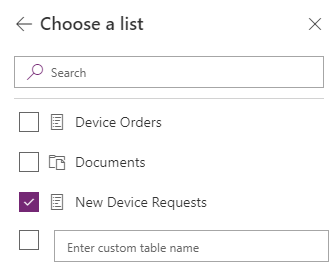 Choose a list
Search
Device Orders
Documents
New Device Requests
Enter custom table name